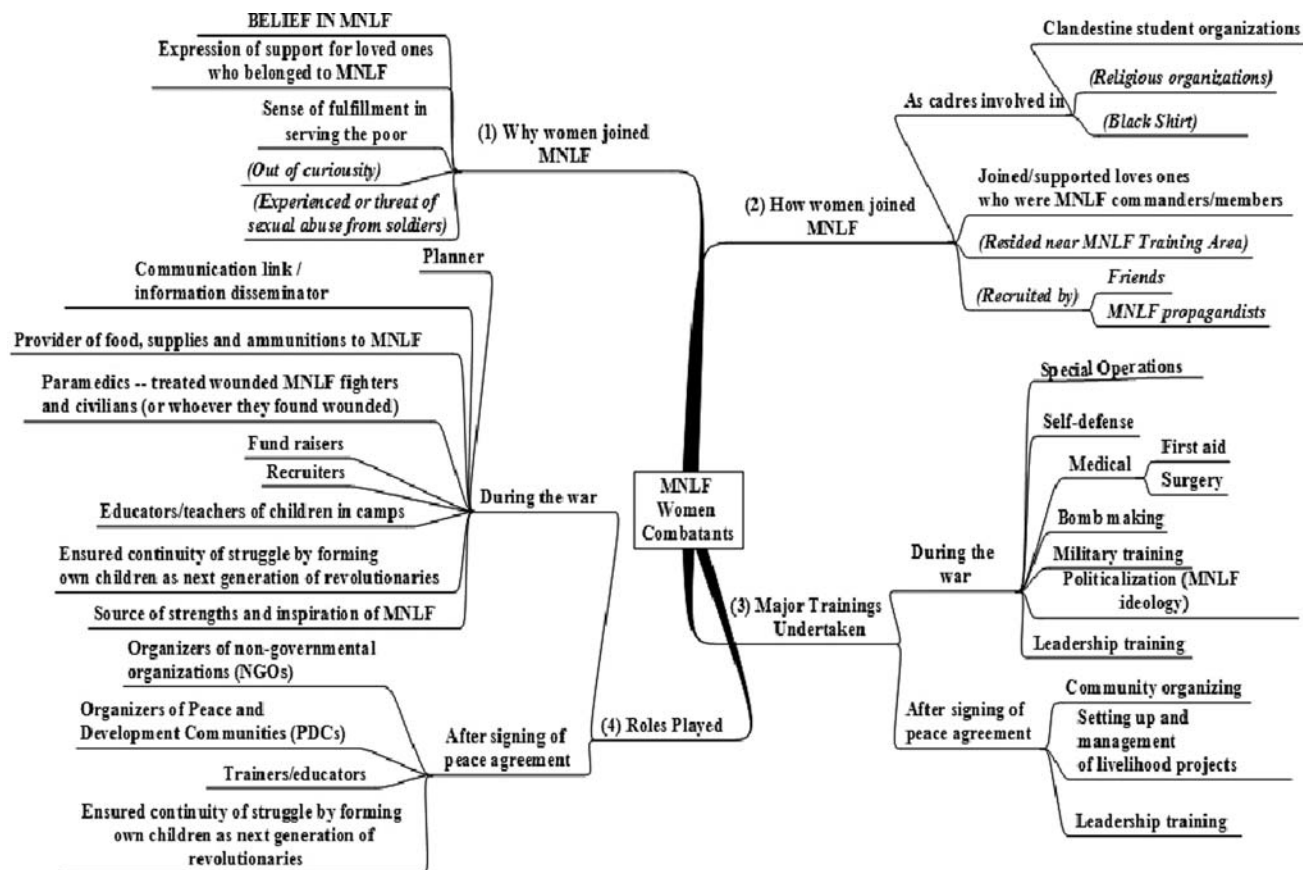 MNLF
Women
Combatants
(1) Why women joined
MNLF
BELIEF IN MNLF
Expression of support for loved ones
who belonged to MNLF
Sense of fulfillment in
serving the poor
(Out of curiosity)
(Experienced or threat of
sexual abuse from soldiers)
(2) How women joined
MNLF
As cadres involved in
Clandestine student organizations
(Religious organizations)
(Black Shirt)
Joined/supported loves ones
who were MNLF commanders/members
(Resided near MNLF Training Area)
(Recruited by)
Friends
MNLF propagandists
(3) Major Trainings
Undertaken
During the
war
Special Operations
Self-defense
Medical
First aid
Surgery
Bomb making
Military training
Politicalization (MNLF
ideology)
Leadership training
After signing of
peace agreement
Community organizing
Setting up and
management
of livelihood projects
Leadership training
(4) Roles Played
During the war
Planner
Communication link /
information disseminator
Provider of food, supplies and ammunitions to MNLF
Paramedics -- treated wounded MNLF fighters
and civilians (or whoever they found wounded)
Fund raisers
Recruiters
Educators/teachers of children in camps
Ensured continuity of struggle by forming
own children as next generation of revolutionaries
Source of strengths and inspiration of MNLF
After signing of
peace agreement
Organizers of non-governmental
organizations (NGOs)
Organizers of Peace and
Development Communities (PDCs)
Trainers/educators
Ensured continuity of struggle by forming
own children as next generation of
revolutionaries